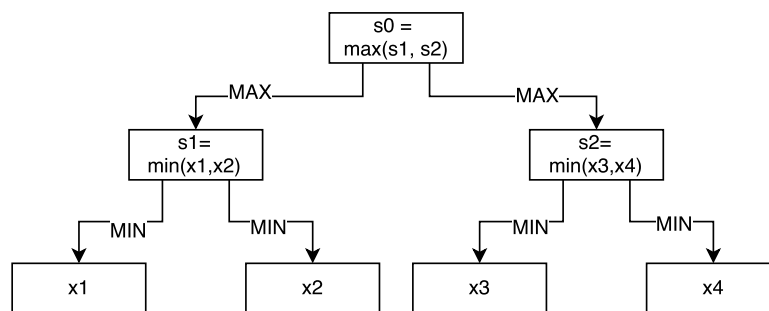 s0 =
max(s1, s2)
MAX
MAX
s1=
min(x1,x2)
s2=
min(x3,x4)
MIN
MIN
MIN
MIN
x1
x2
x3
x4